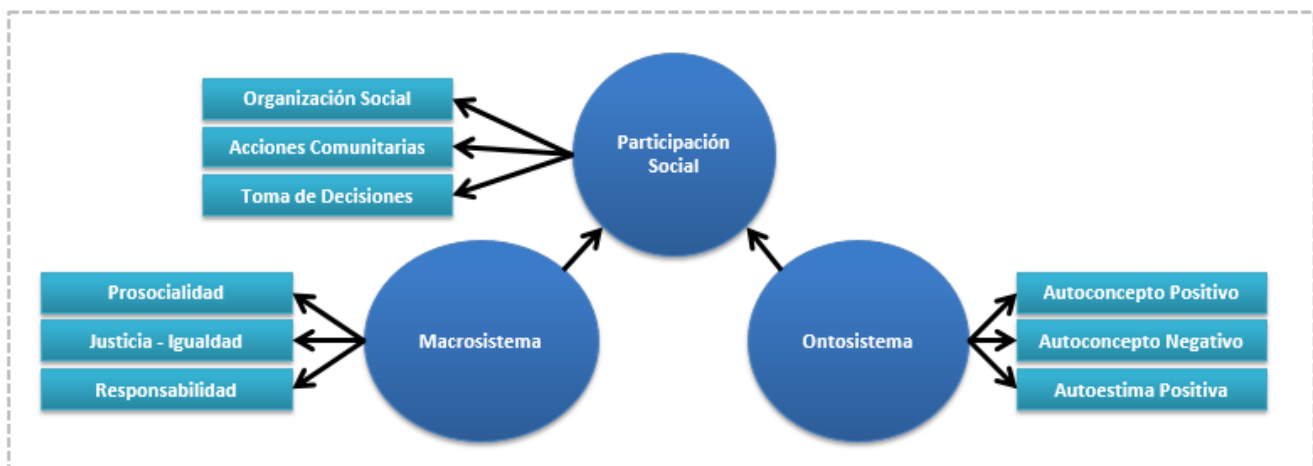 Organización Social
Acciones Comunitarias
Toma de Decisiones
Participación
Social
Prosocialidad
Justicia - Igualdad
Responsabilidad
Macrosistema
Ontosistema
Autoconcepto Positivo
Autoconcepto Negativo
Autoestima Positiva